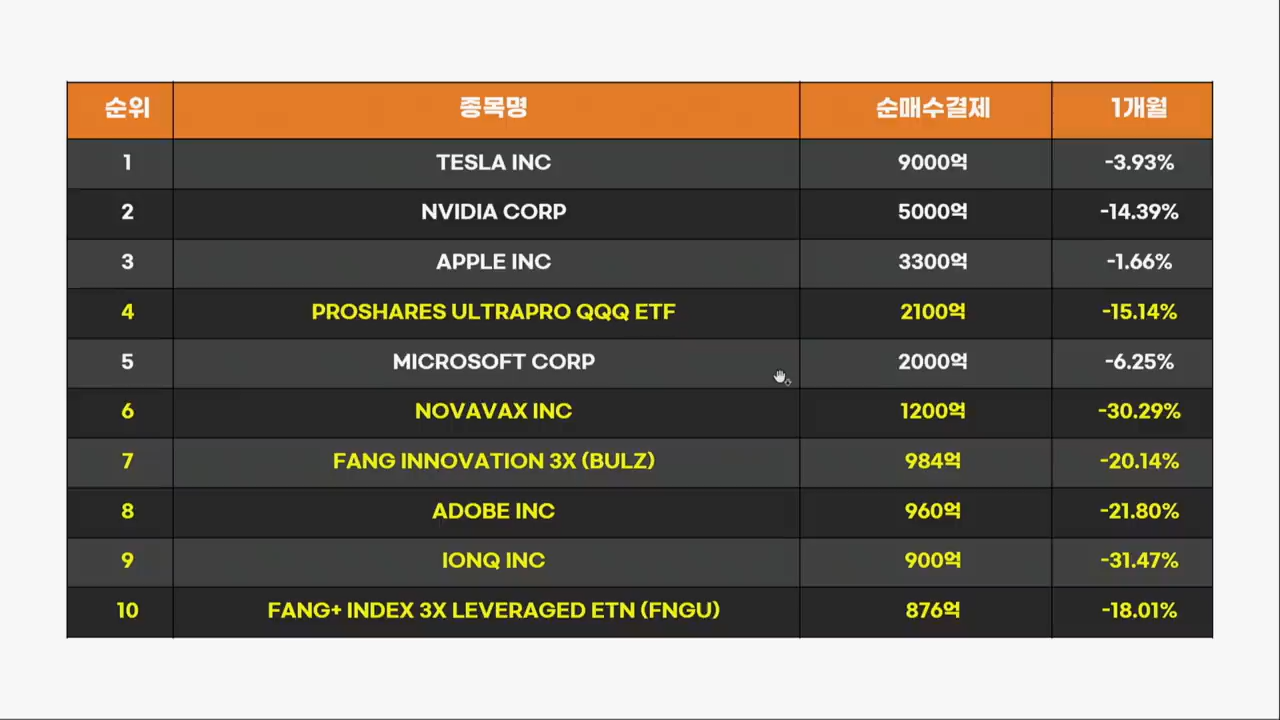 순위 종목명 순매수결제 1개월
1 TESLA INC 9000억 -3.93%
2 NVIDIA CORP 5000억 -14.39%
3 APPLE INC 3300억 -1.66%
4 PROSHARES ULTRAPRO QQQ ETF 2100억 -15.14%
5 MICROSOFT CORP 2000억 -6.25%
6 NOVAVAX INC 1200억 -30.29%
7 FANG INNOVATION 3X (BULZ) 984억 -20.14%
8 ADOBE INC 960억 -21.80%
9 IONQ INC 900억 -31.47%
10 FANG+ INDEX 3X LEVERAGED ETN (FNGU) 876억 -18.01%